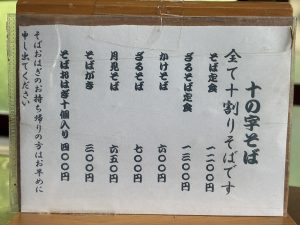 十の字そば
全て十割りそばです
そば定食 一二〇〇円
ざるそば定食 一三〇〇円
かけそば 六〇〇円
ざるそば 七〇〇円
月見そば 六五〇円
そばがき 三〇〇円
そばおはぎ十個入り 四〇〇円
そばおはぎのお持ち帰りの方はお早めに
申し出てください